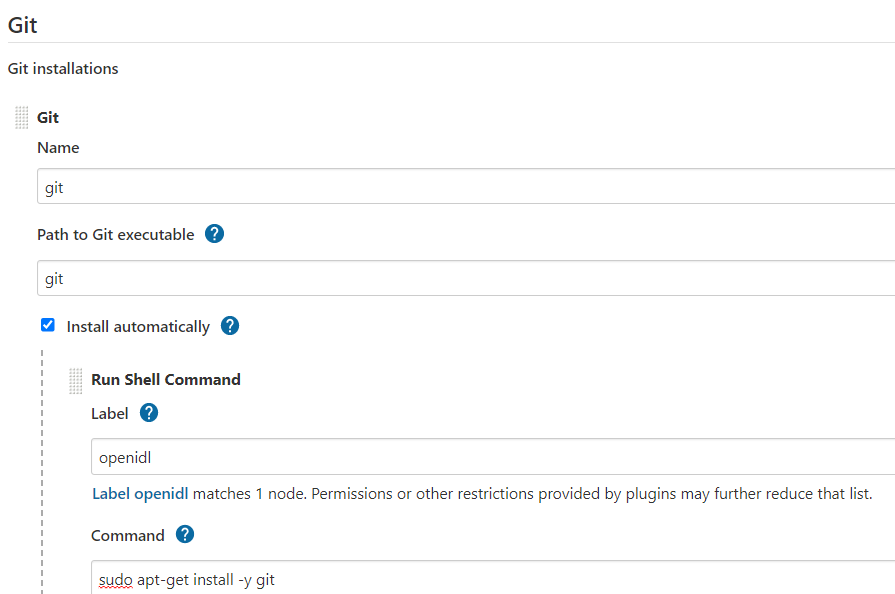 Git
Git installations
Git
Name
git
Path to Git executable ?
git
Install automatically ?
Run Shell Command
Label ?
openidl
Label openidl matches 1 node. Permissions or other restrictions provided by plugins may further reduce that list.
Command ?
sudo apt-get install -y git